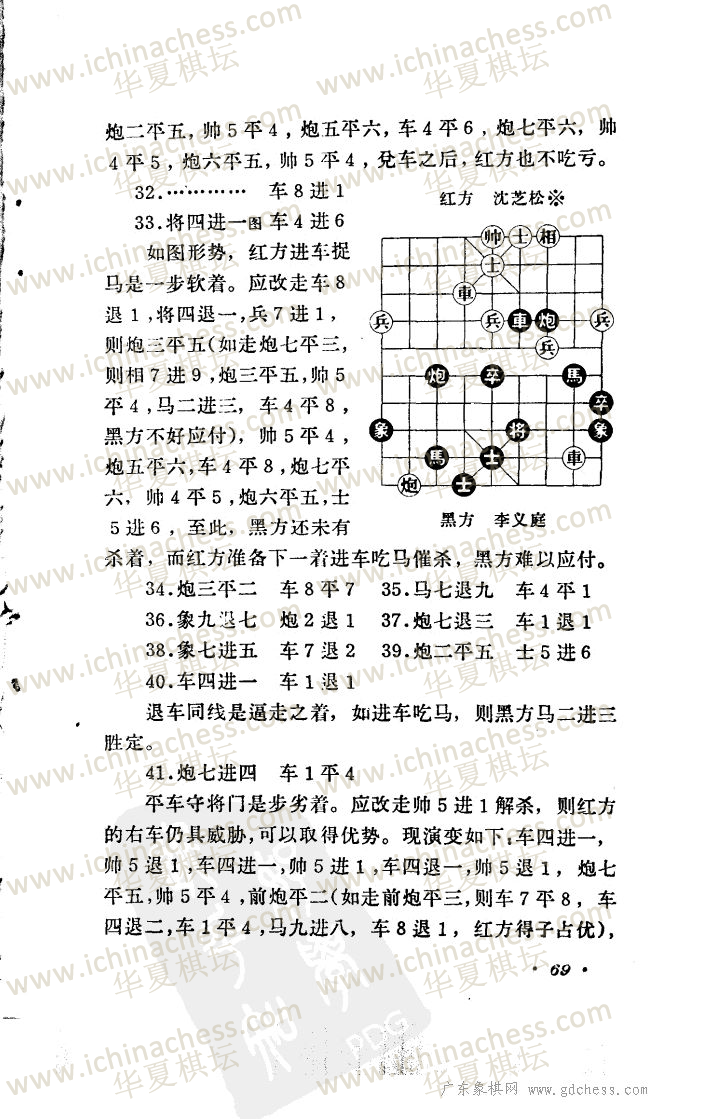 炮二平五，帅5平4，炮五平六，车4平6，炮七平六，帅
4平5，炮六平五，帅5平4，兑车之后，红方也不吃亏。
32.………… 车8进1
33.将四进一图 车4进6
如图形势，红方进车捉
马是一步软着。应改走车8
退1，将四退一，兵7进1，
则炮三平五(如走炮七平三，
则相7进9，炮三平五，帅5
平4，马二进三，车4平8，
黑方不好应付)，帅5平4，
炮五平六，车4平8，炮七平
六，帅4平5，炮六平五，士
5进6，至此，黑方还未有
红方 沈芝松※
帅 士 相
士
車
兵 兵 車 炮 兵
兵
炮 卒 馬
卒
象 将 象
馬 士 車
炮 士
黑方 李义庭
杀着，而红方准备下一着进车吃马催杀，黑方难以应付。
34.炮三平二 车8平7 35.马七退九 车4平1
36.象九退七 炮2退1 37.炮七退三 车1退1
38.象七进五 车7退2 39.炮二平五 士5进6
40.车四进一 车1退1
退车同线是逼走之着，如进车吃马，则黑方马二进三
胜定。
41.炮七进四 车1平4
平车守将门是步劣着。应改走帅5进1解杀，则红方
的右车仍具威胁，可以取得优势。现演变如下：车四进一，
帅5退1，车四进一，帅5进1，车四退一，帅5退1，炮七
平五，帅5平4，前炮平二(如走前炮平三，则车7平8，车
四退二，车1平4，马九进八，车8退1，红方得子占优)，
·69·
www.ichinachess.com
华夏棋坛
PDG
广东象棋网 www.gdchess.com